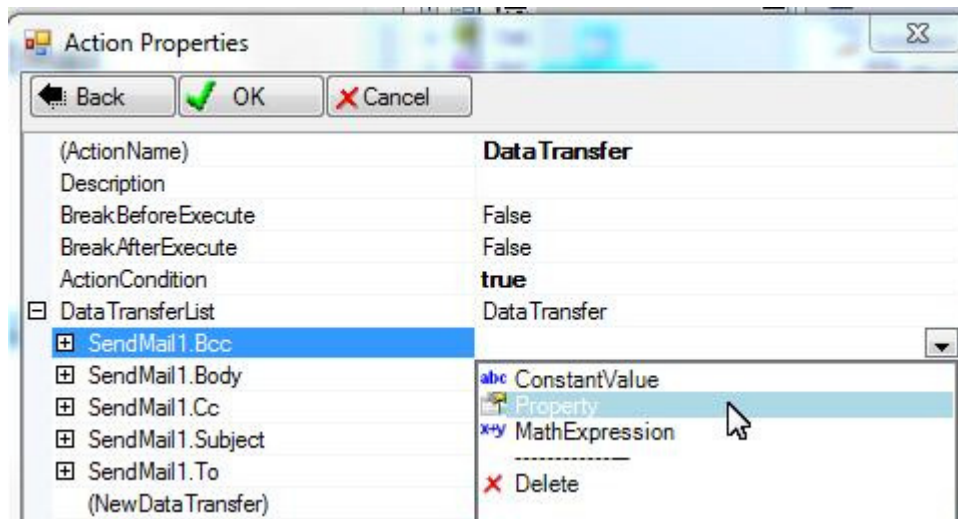 Action Properties
Back OK Cancel
(ActionName) DataTransfer
Description
BreakBeforeExecute False
BreakAfterExecute False
ActionCondition true
DataTransferList DataTransfer
SendMail1.Bcc
SendMail1.Body
abc ConstantValue
SendMail1.Cc
Property
SendMail1.Subject
x+y MathExpression
SendMail1.To
Delete
(NewDataTransfer)